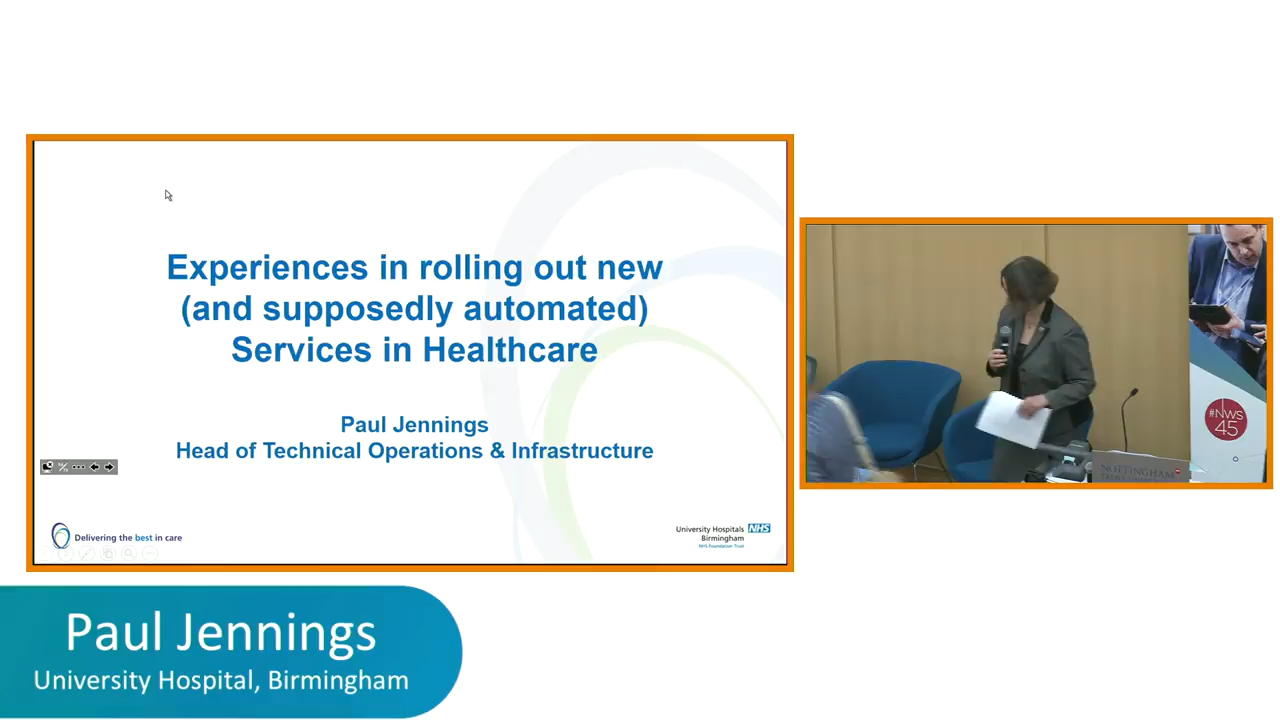 Experiences in rolling out new
(and supposedly automated)
Services in Healthcare
Paul Jennings
Head of Technical Operations & Infrastructure
Delivering the best in care
University Hospitals NHS
Birmingham
NHS Foundation Trust
#Nws
45
NOTTINGHAM
Paul Jennings
University Hospital, Birmingham